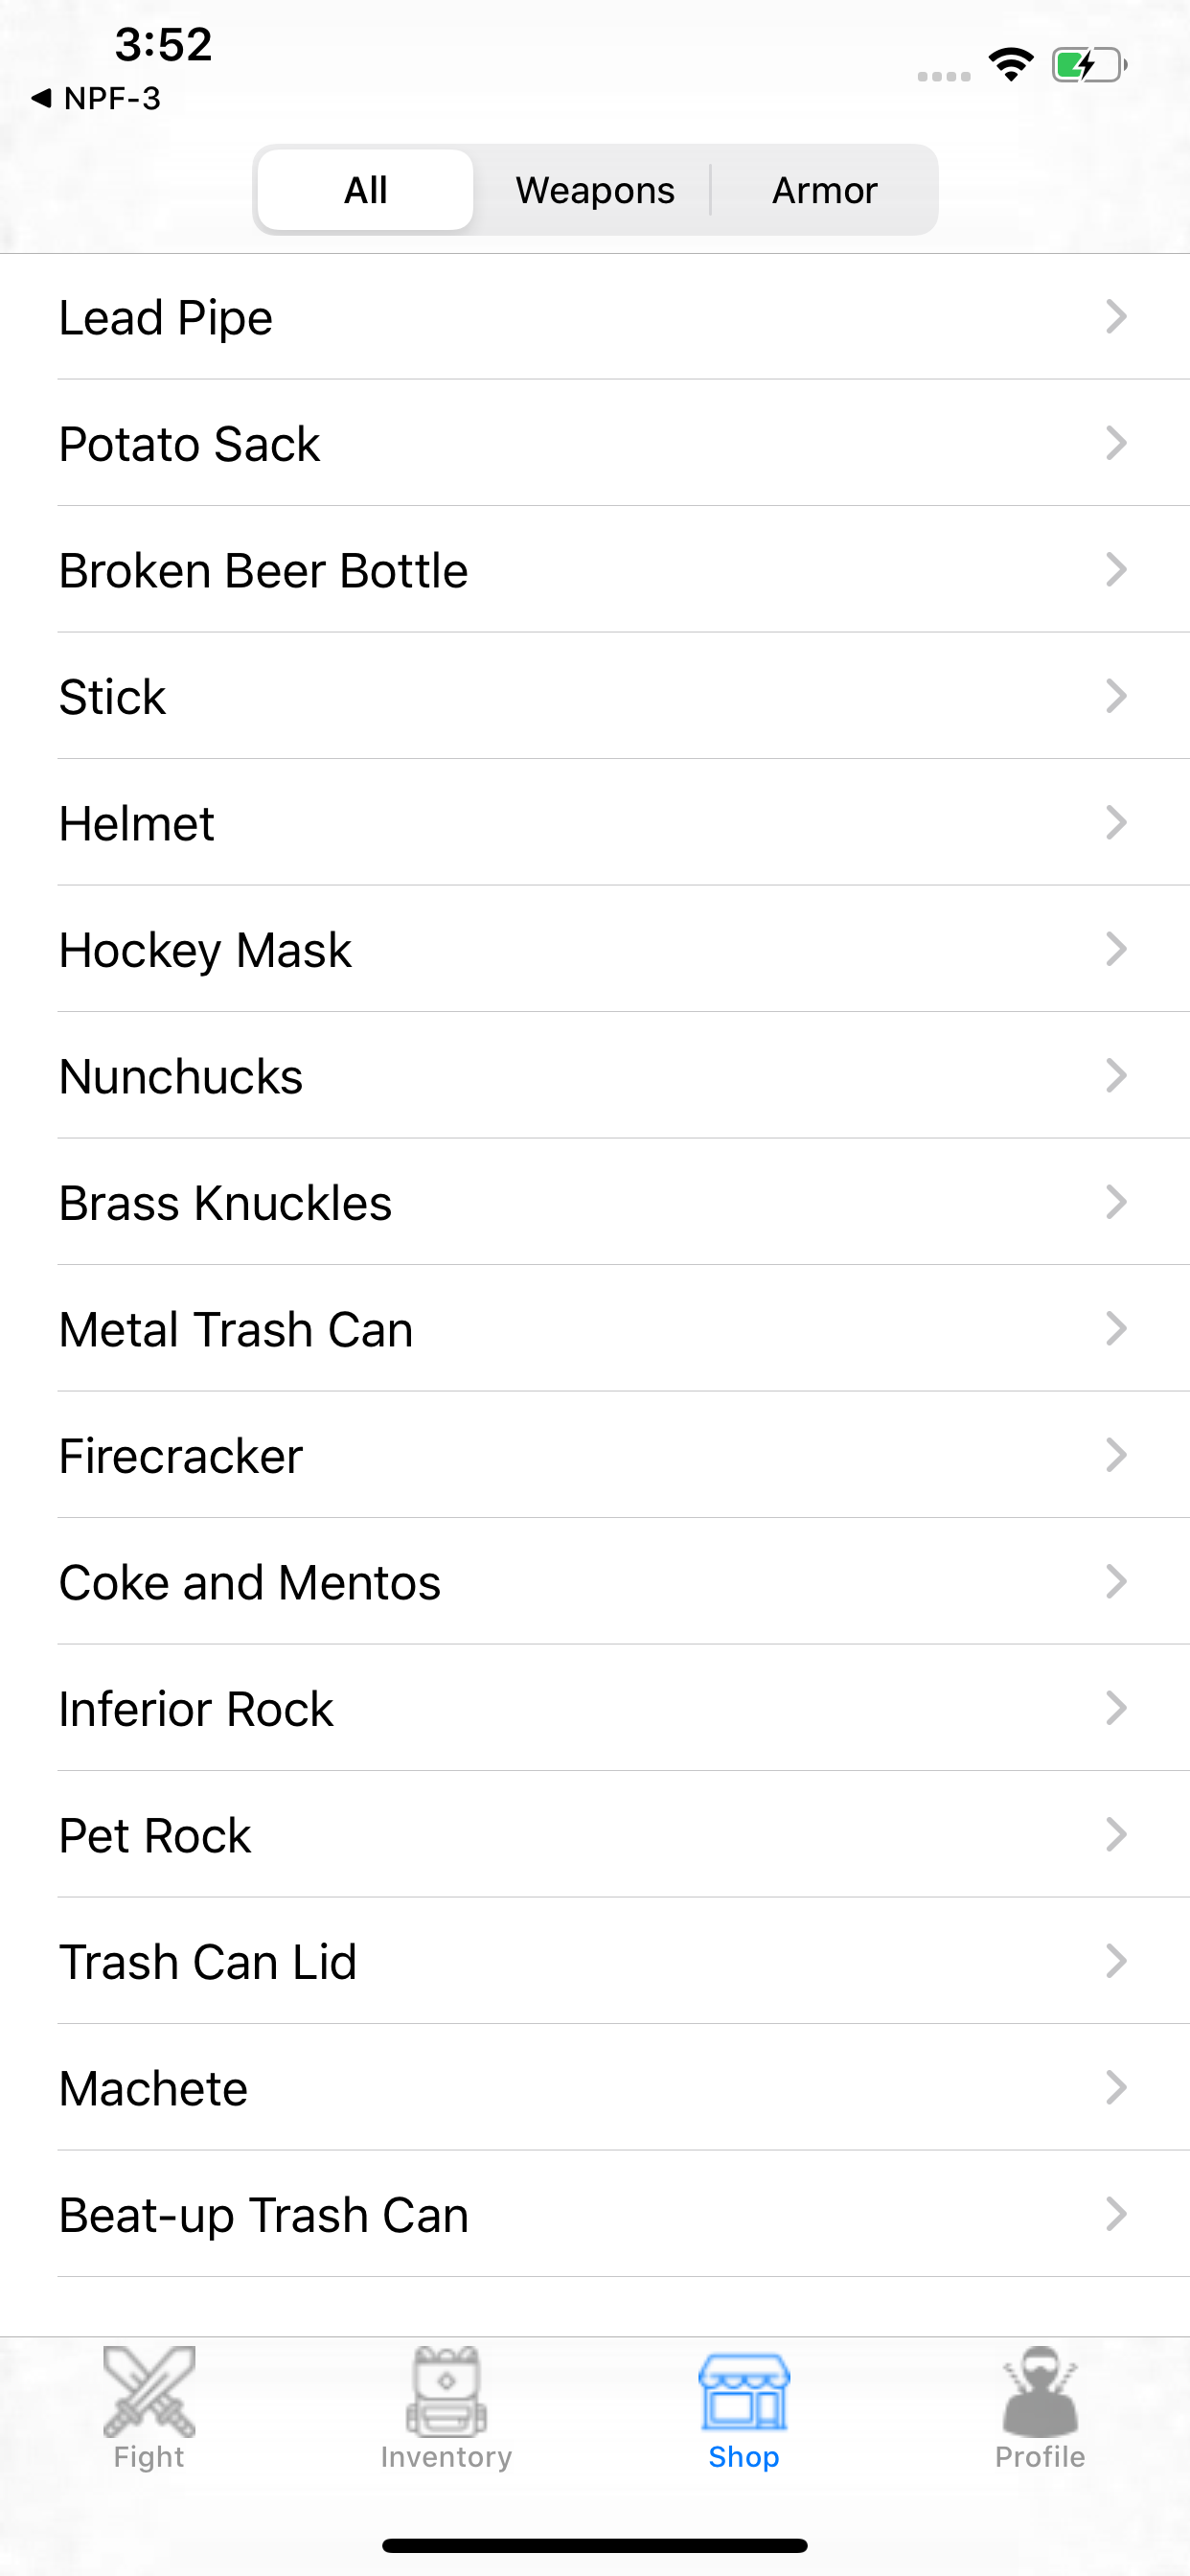 3:52
NPF-3
All Weapons Armor
Lead Pipe
Potato Sack
Broken Beer Bottle
Stick
Helmet
Hockey Mask
Nunchucks
Brass Knuckles
Metal Trash Can
Firecracker
Coke and Mentos
Inferior Rock
Pet Rock
Trash Can Lid
Machete
Beat-up Trash Can
Fight Inventory Shop Profile